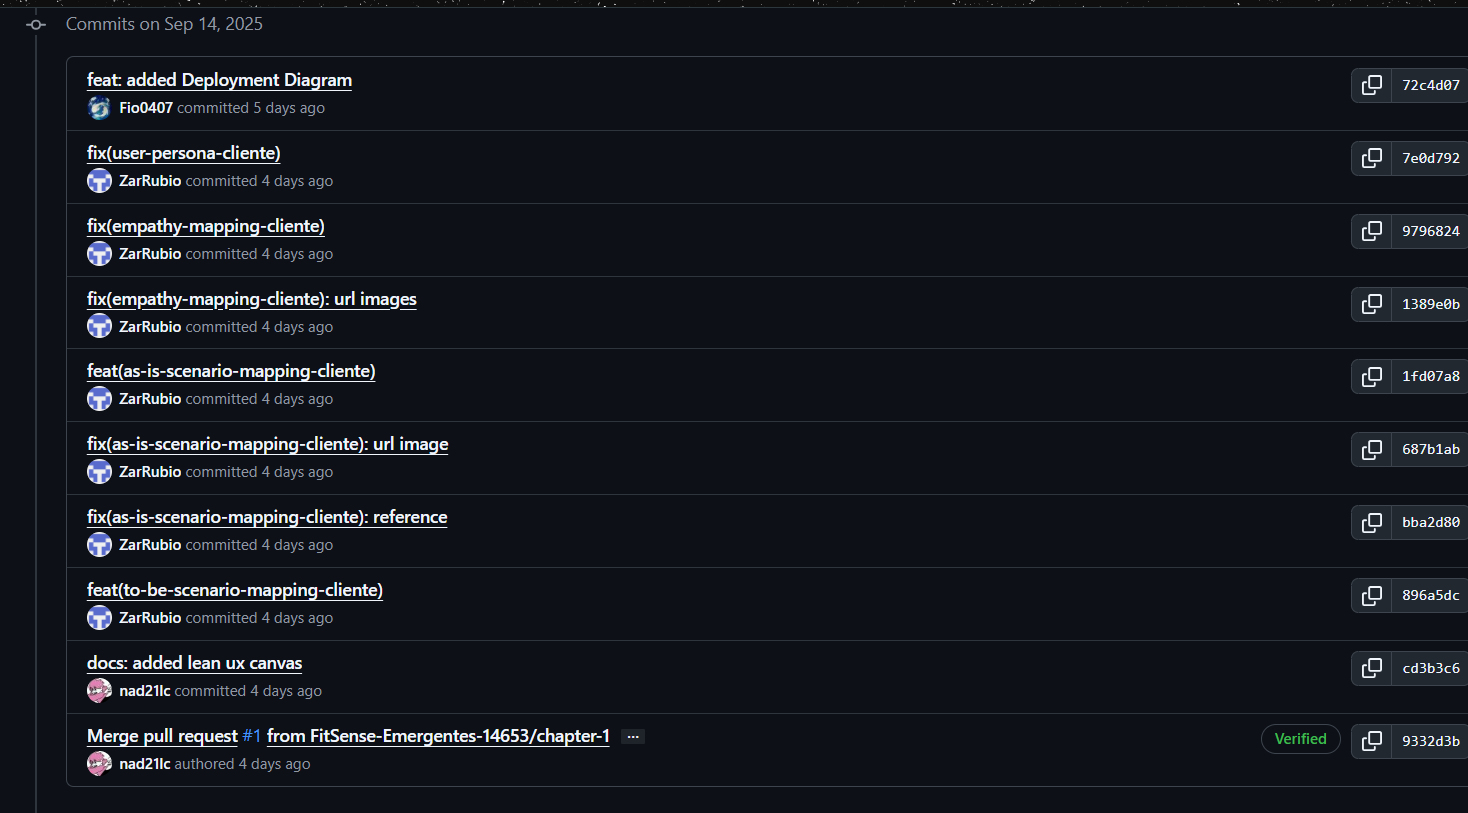 Commits on Sep 14, 2025
feat: added Deployment Diagram
72c4d07
Fio0407 committed 5 days ago
fix(user-persona-cliente)
7e0d792
ZarRubio committed 4 days ago
fix(empathy-mapping-cliente)
9796824
ZarRubio committed 4 days ago
fix(empathy-mapping-cliente): url images
1389e0b
ZarRubio committed 4 days ago
feat(as-is-scenario-mapping-cliente)
1fd07a8
ZarRubio committed 4 days ago
fix(as-is-scenario-mapping-cliente): url image
687b1ab
ZarRubio committed 4 days ago
fix(as-is-scenario-mapping-cliente): reference
bba2d80
ZarRubio committed 4 days ago
feat(to-be-scenario-mapping-cliente)
896a5dc
ZarRubio committed 4 days ago
docs: added lean ux canvas
cd3b3c6
nad21lc committed 4 days ago
Merge pull request #1 from FitSense-Emergentes-14653/chapter-1 ...
Verified
9332d3b
nad21lc authored 4 days ago